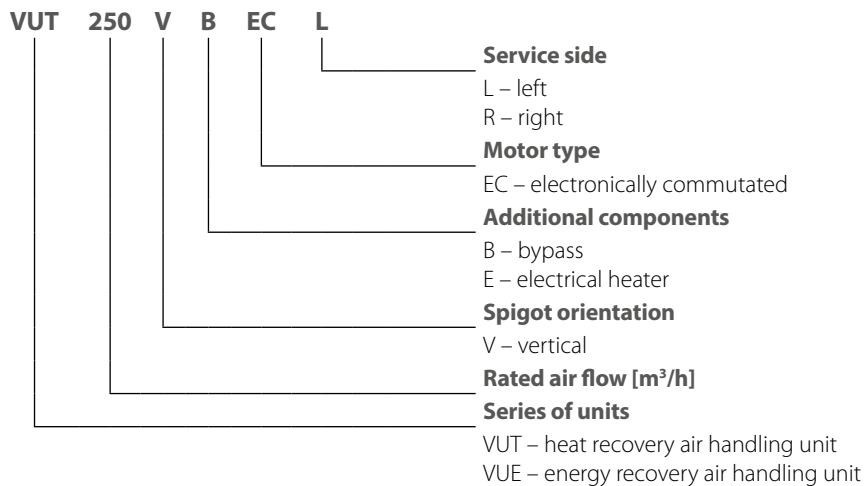 VUT 250 V B EC L
Service side
L – left
R – right
Motor type
EC – electronically commutated
Additional components
B – bypass
E – electrical heater
Spigot orientation
V – vertical
Rated air flow [m³/h]
Series of units
VUT – heat recovery air handling unit
VUE – energy recovery air handling unit